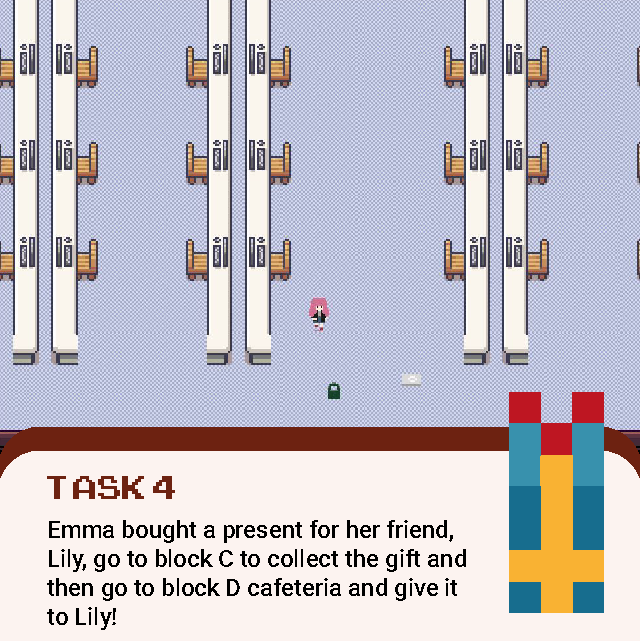 TASK 4
Emma bought a present for her friend,
Lily, go to block C to collect the gift and
then go to block D cafeteria and give it
to Lily!